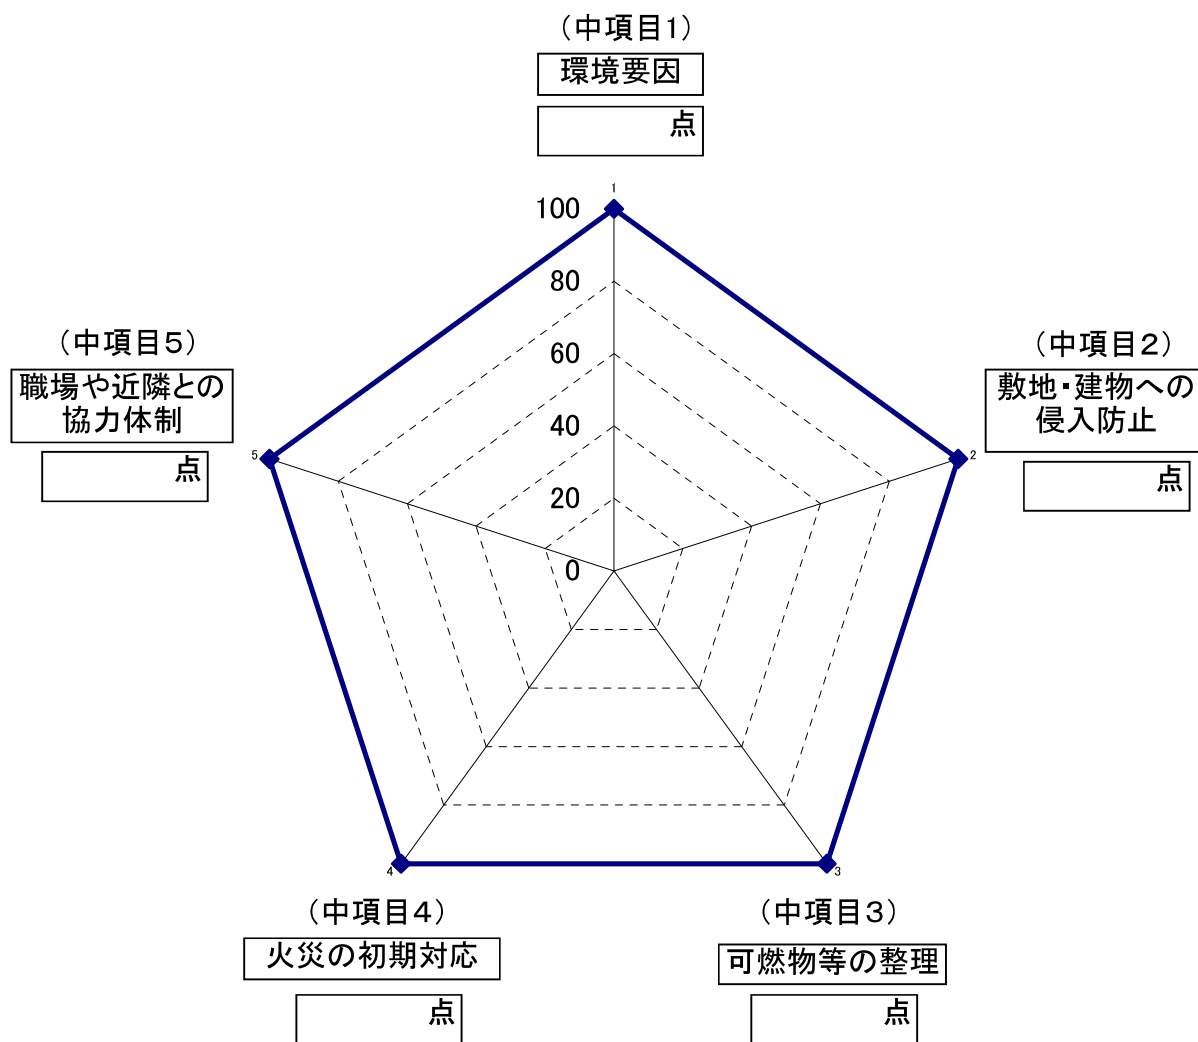 （中項目1）
環境要因
点
1
100
80
60
40
20
0
（中項目5）
職場や近隣との
協力体制
点
5
（中項目2）
敷地・建物への
侵入防止
点
2
4
3
（中項目4）
火災の初期対応
点
（中項目3）
可燃物等の整理
点